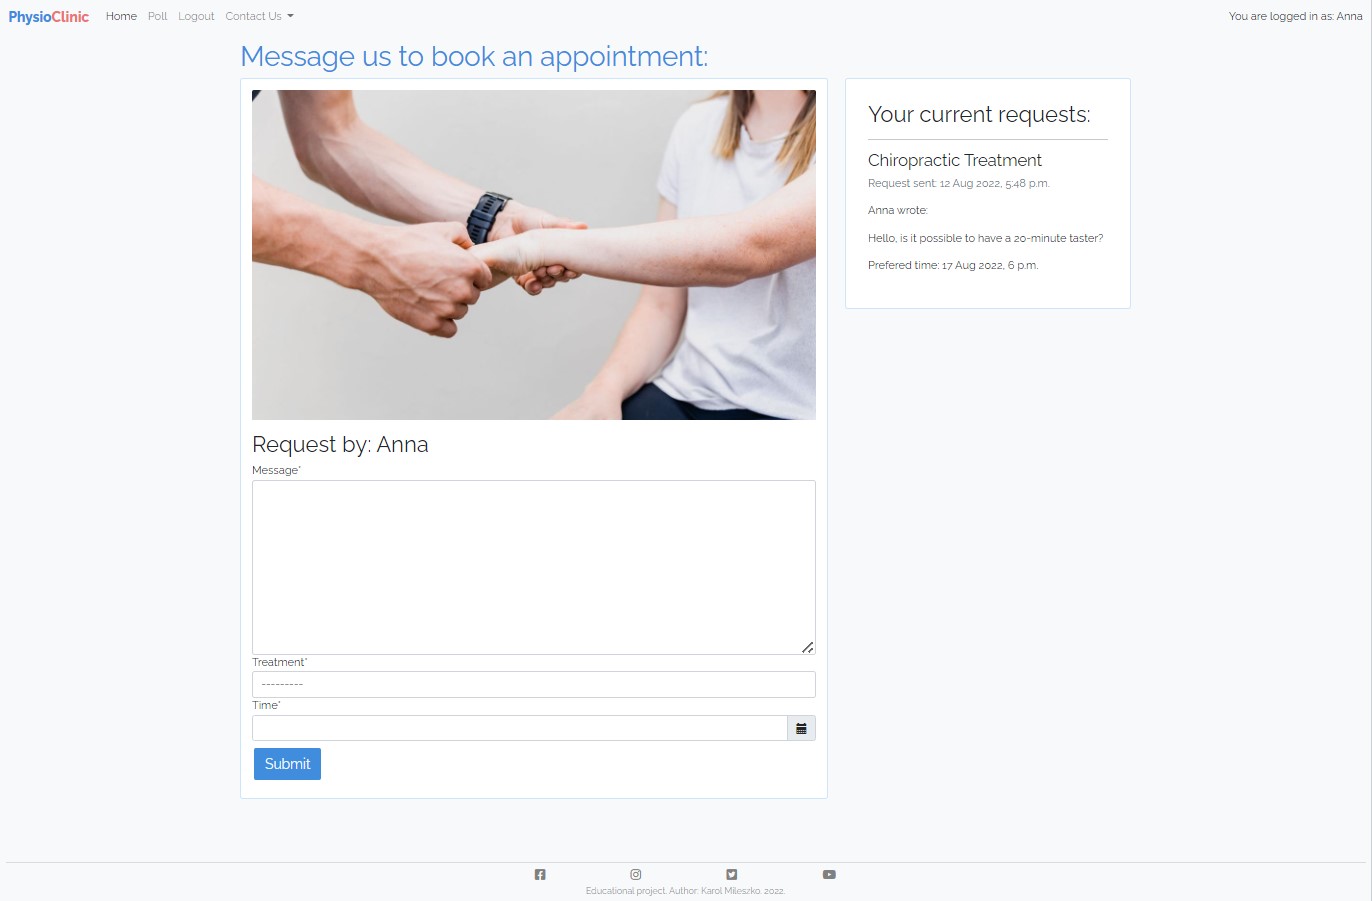 PhysioClinic Home Poll Logout Contact Us You are logged in as: Anna
Message us to book an appointment:
Request by: Anna
Message*
Treatment*
---------
Time*
Submit
Your current requests:
Chiropractic Treatment
Request sent: 12 Aug 2022, 5:48 p.m.
Anna wrote:
Hello, is it possible to have a 20-minute taster?
Prefered time: 17 Aug 2022, 6 p.m.
Educational project. Author: Karol Mileszko. 2022.